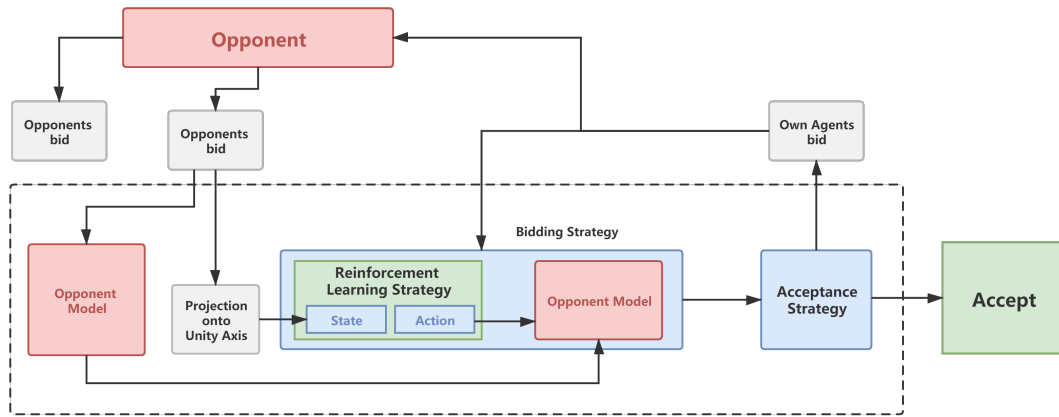 Opponent
Opponents
bid
Opponents
bid
Own Agents
bid
Bidding Strategy
Opponent
Model
Projection
onto
Unity Axis
Reinforcement
Learning Strategy
State
Action
Opponent Model
Acceptance
Strategy
Accept